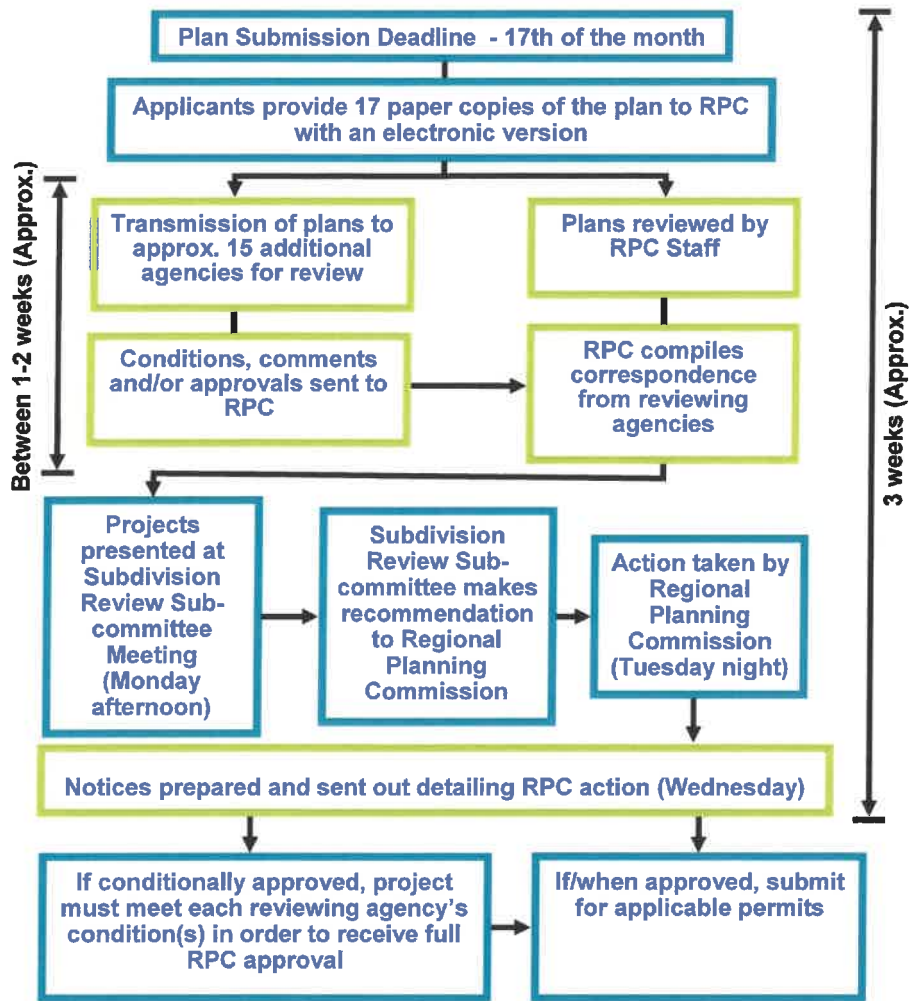 Plan Submission Deadline - 17th of the month
Applicants provide 17 paper copies of the plan to RPC
with an electronic version
Between 1-2 weeks (Approx.)
Transmission of plans to
approx. 15 additional
agencies for review
Plans reviewed by
RPC Staff
Conditions, comments
and/or approvals sent to
RPC
RPC compiles
correspondence
from reviewing
agencies
3 weeks (Approx.)
Projects
presented at
Subdivision
Review Sub-
committee
Meeting
(Monday
afternoon)
Subdivision
Review Sub-
committee makes
recommendation
to Regional
Planning
Commission
Action taken by
Regional
Planning
Commission
(Tuesday night)
Notices prepared and sent out detailing RPC action (Wednesday)
If conditionally approved, project
must meet each reviewing agency's
condition(s) in order to receive full
RPC approval
If/when approved, submit
for applicable permits